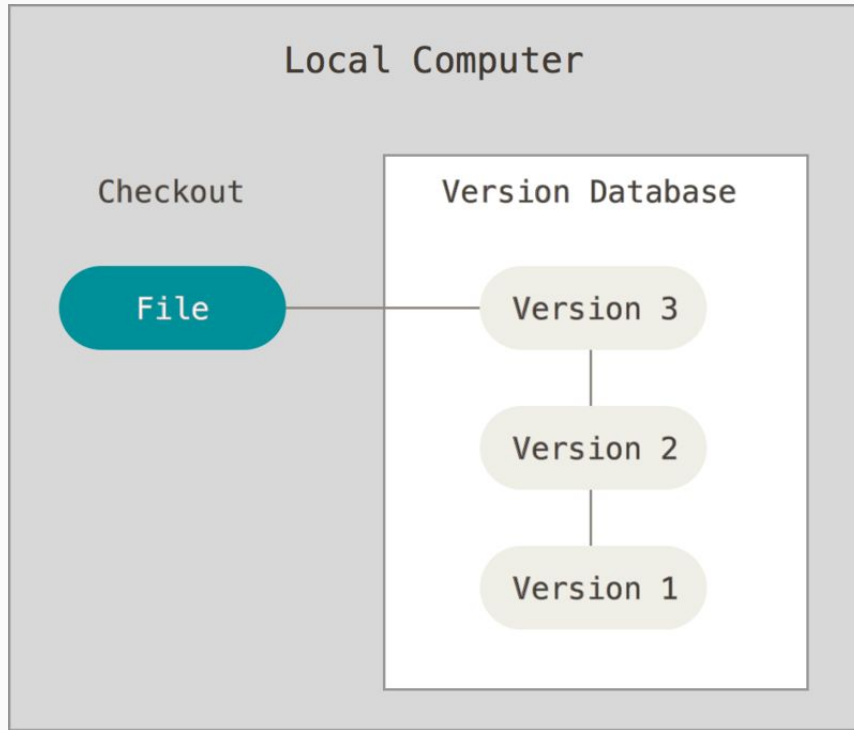 Local Computer
Checkout
Version Database
File
Version 3
Version 2
Version 1